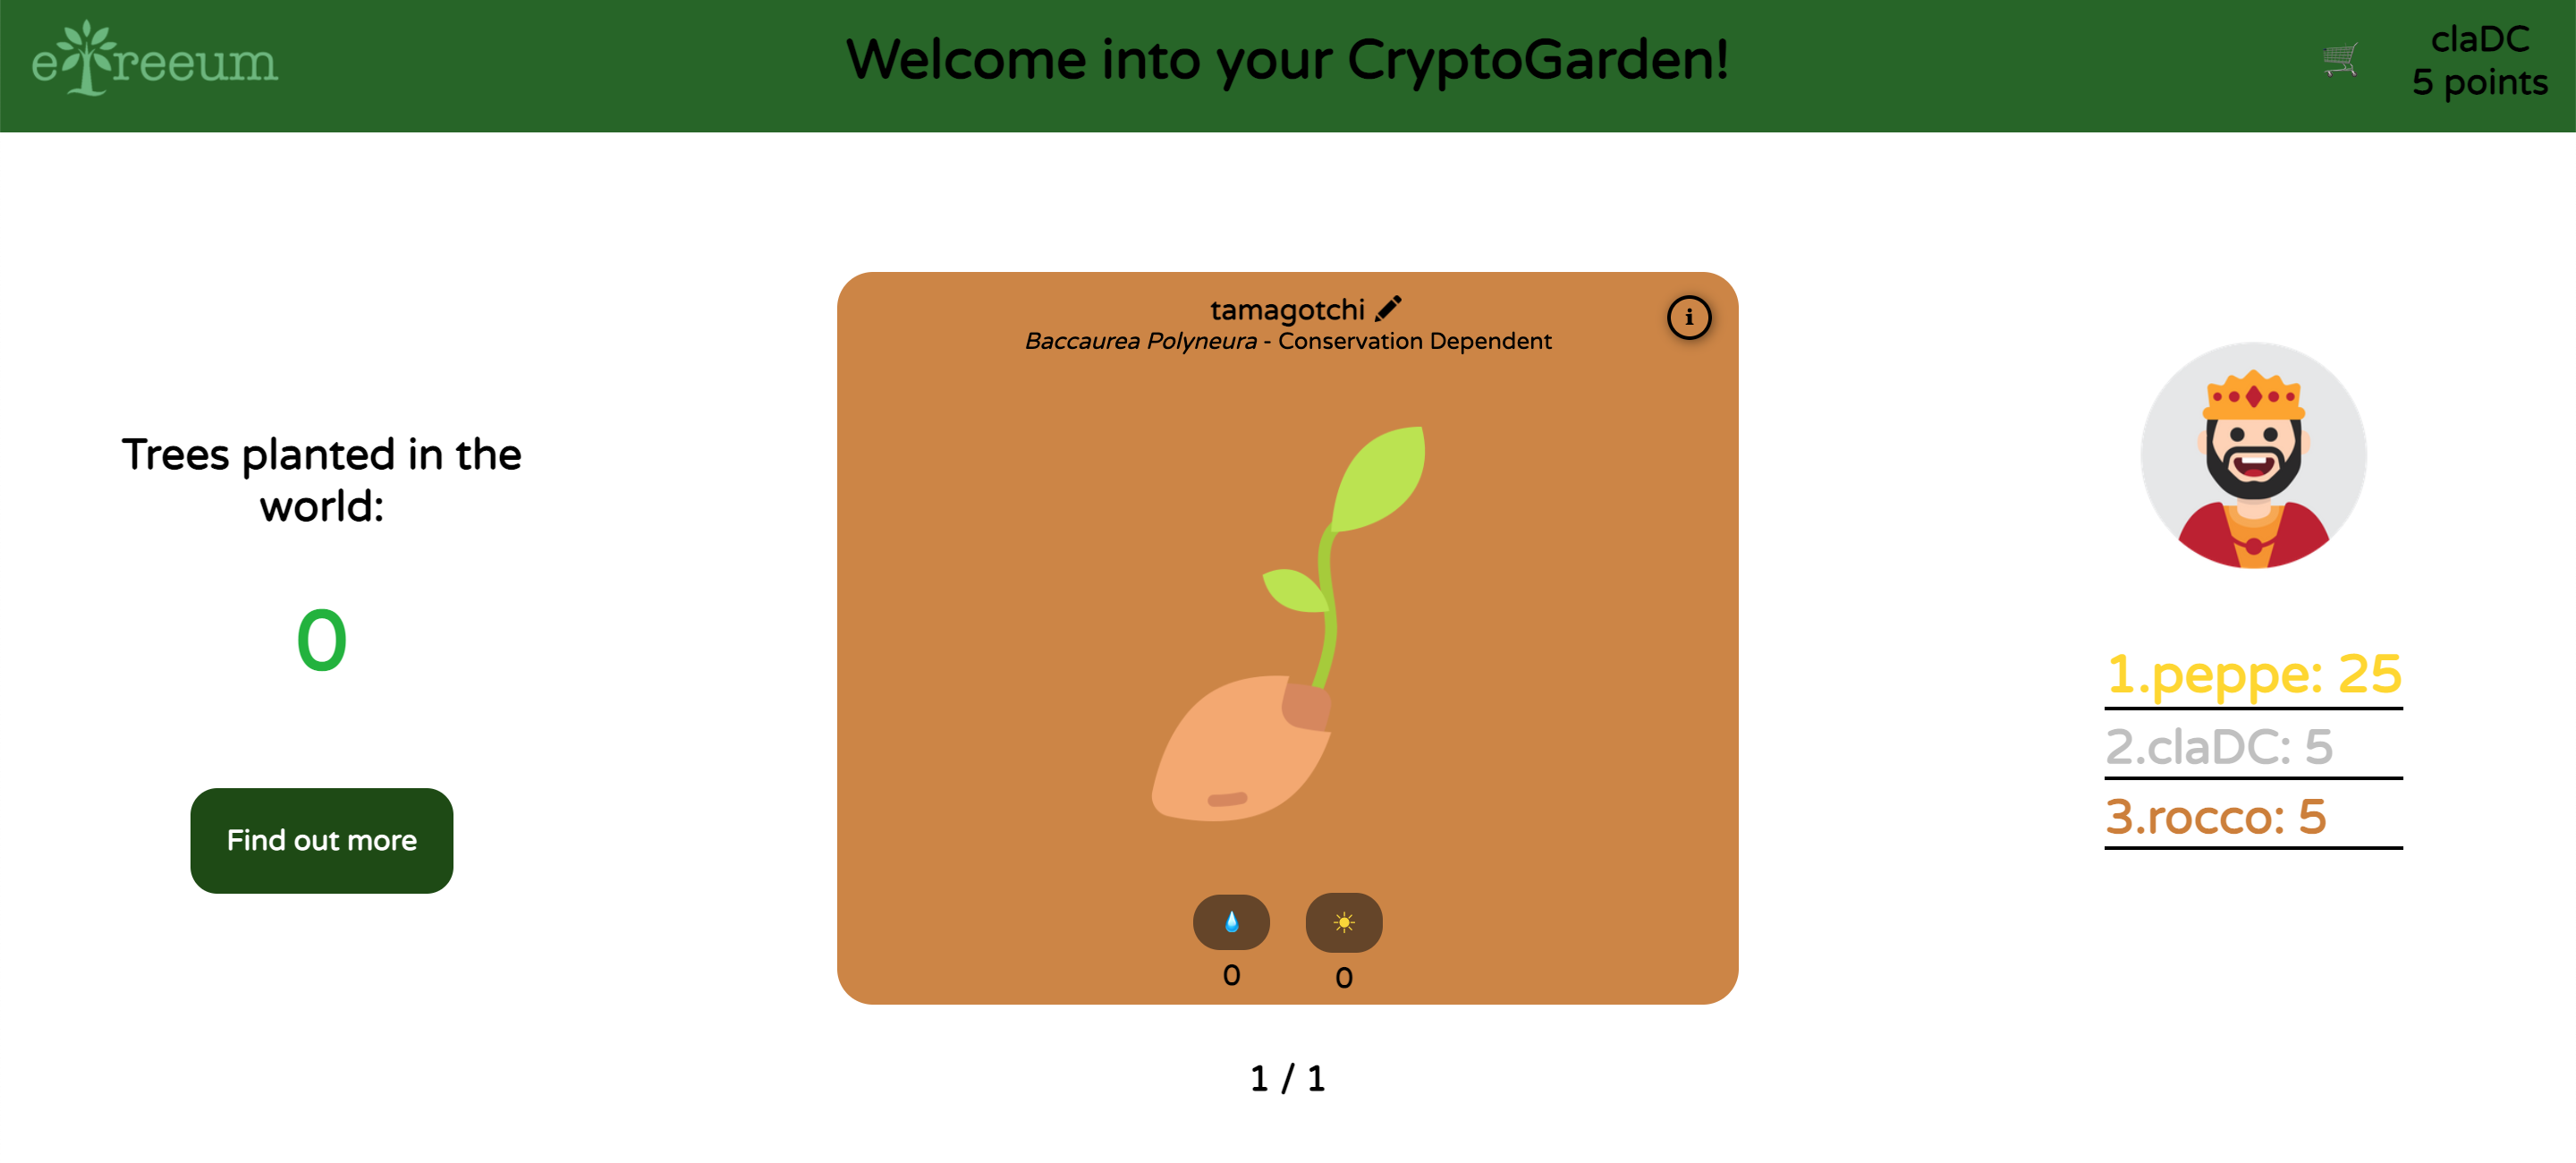 etreeum
Welcome into your CryptoGarden!
claDC
5 points
Trees planted in the
world:
0
Find out more
tamagotchi
Baccaurea Polyneura - Conservation Dependent
i
0
0
1 / 1
1.peppe: 25
2.claDC: 5
3.rocco: 5